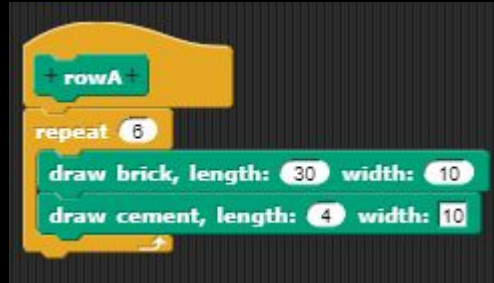 + rowA +
repeat 6
draw brick, length: 30 width: 10
draw cement, length: 4 width: 10